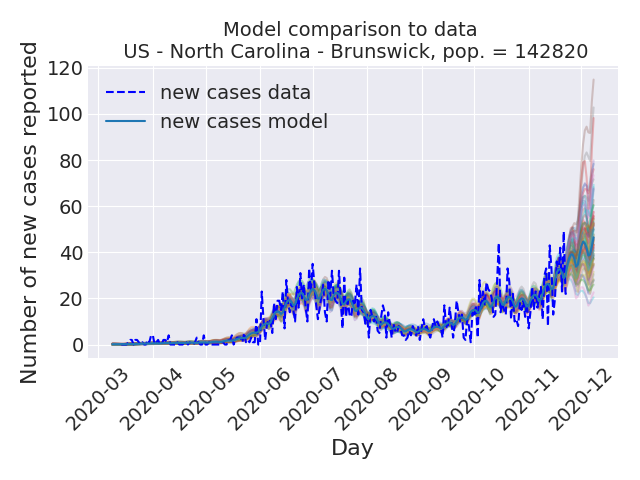 Model comparison to data
US - North Carolina - Brunswick, pop. = 142820
Number of new cases reported
120
100
80
60
40
20
0
new cases data
new cases model
2020-03
2020-04
2020-05
2020-06
2020-07
2020-08
2020-09
2020-10
2020-11
2020-12
Day